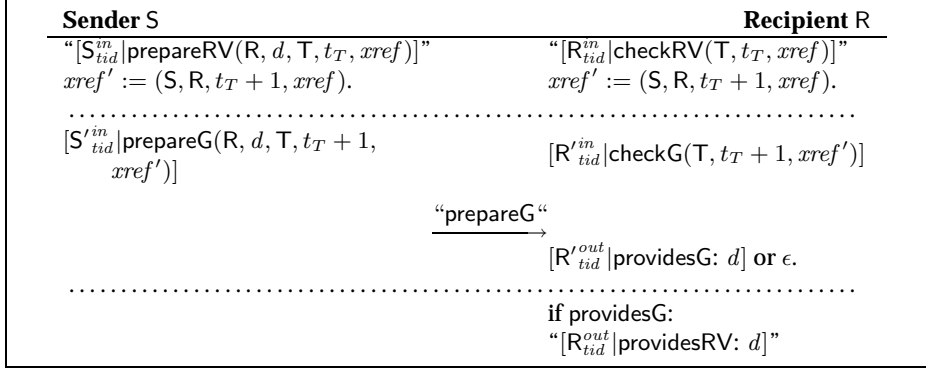 Sender S Recipient R
“[S^{in}_{tid}|prepareRV(R, d, T, t_T, xref)]” “[R^{in}_{tid}|checkRV(T, t_T, xref)]”
xref′ := (S, R, t_T + 1, xref). xref′ := (S, R, t_T + 1, xref).
[S′^{in}_{tid}|prepareG(R, d, T, t_T + 1,
xref′)]
[R′^{in}_{tid}|checkG(T, t_T + 1, xref′)]
“prepareG“
[R′^{out}_{tid}|providesG: d] or ϵ.
if providesG:
“[R^{out}_{tid}|providesRV: d]”